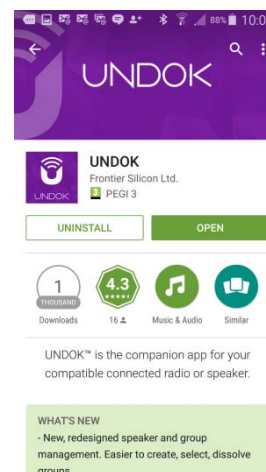 88% 10:0
UNDOK
UNDOK
Frontier Silicon Ltd.
3 PEGI 3
UNDOK
UNINSTALL
OPEN
1
THOUSAND
4.3
Downloads
16
Music & Audio
Similar
UNDOK™ is the companion app for your
compatible connected radio or speaker.
WHAT'S NEW
- New, redesigned speaker and group
management. Easier to create, select, dissolve
groups